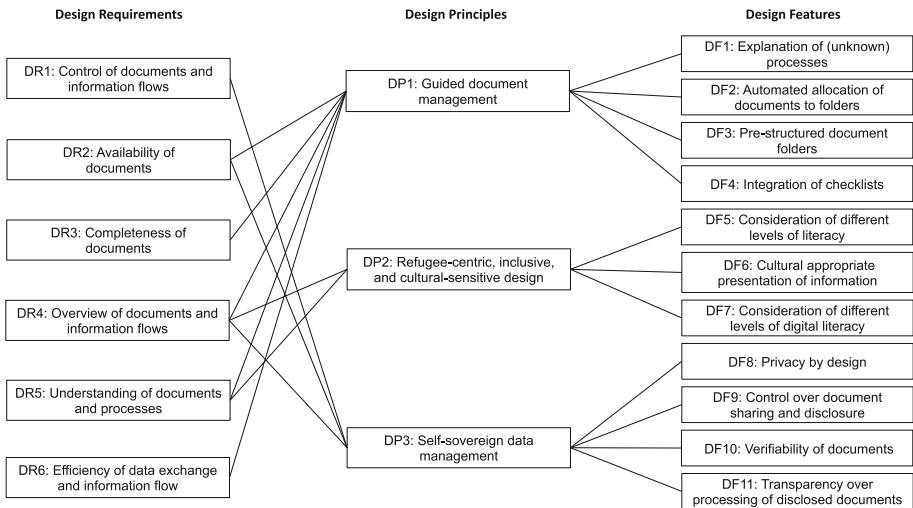 Design Requirements
Design Principles
Design Features
DR1: Control of documents and
information flows
DR2: Availability of
documents
DR3: Completeness of
documents
DR4: Overview of documents and
information flows
DR5: Understanding of documents
and processes
DR6: Efficiency of data exchange
and information flow
DP1: Guided document
management
DP2: Refugee-centric, inclusive,
and cultural-sensitive design
DP3: Self-sovereign data
management
DF1: Explanation of (unknown)
processes
DF2: Automated allocation of
documents to folders
DF3: Pre-structured document
folders
DF4: Integration of checklists
DF5: Consideration of different
levels of literacy
DF6: Cultural appropriate
presentation of information
DF7: Consideration of different
levels of digital literacy
DF8: Privacy by design
DF9: Control over document
sharing and disclosure
DF10: Verifiability of documents
DF11: Transparency over
processing of disclosed documents